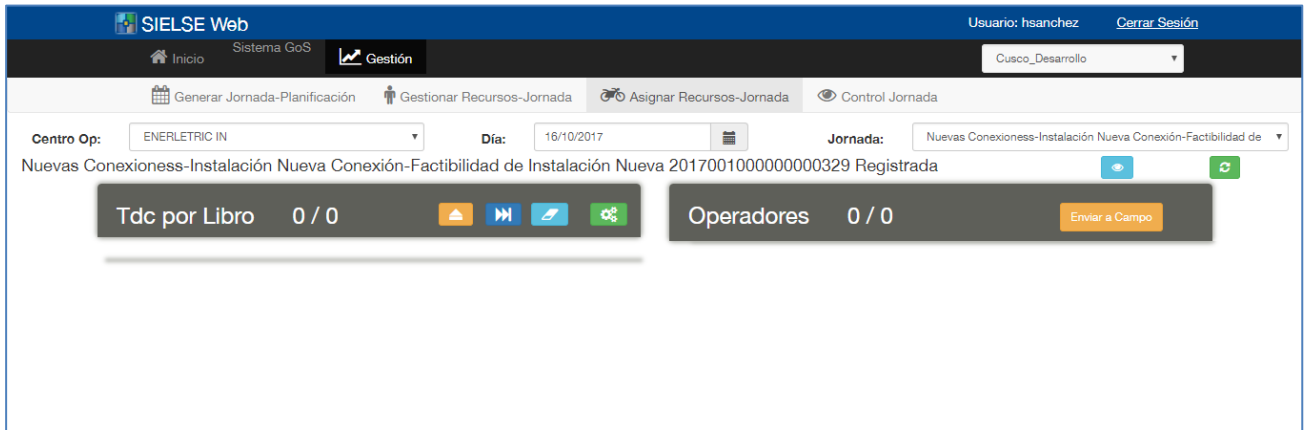 SIELSE Web Usuario: hsanchez Cerrar Sesión
Inicio Sistema GoS Gestión Cusco_Desarrollo
Generar Jornada-Planificación Gestionar Recursos-Jornada Asignar Recursos-Jornada Control Jornada
Centro Op: ENERLETRIC IN Día: 16/10/2017 Jornada: Nuevas Conexioness-Instalación Nueva Conexión-Factibilidad de
Nuevas Conexioness-Instalación Nueva Conexión-Factibilidad de Instalación Nueva 2017001000000000329 Registrada
Tdc por Libro 0 / 0 Operadores 0 / 0 Enviar a Campo